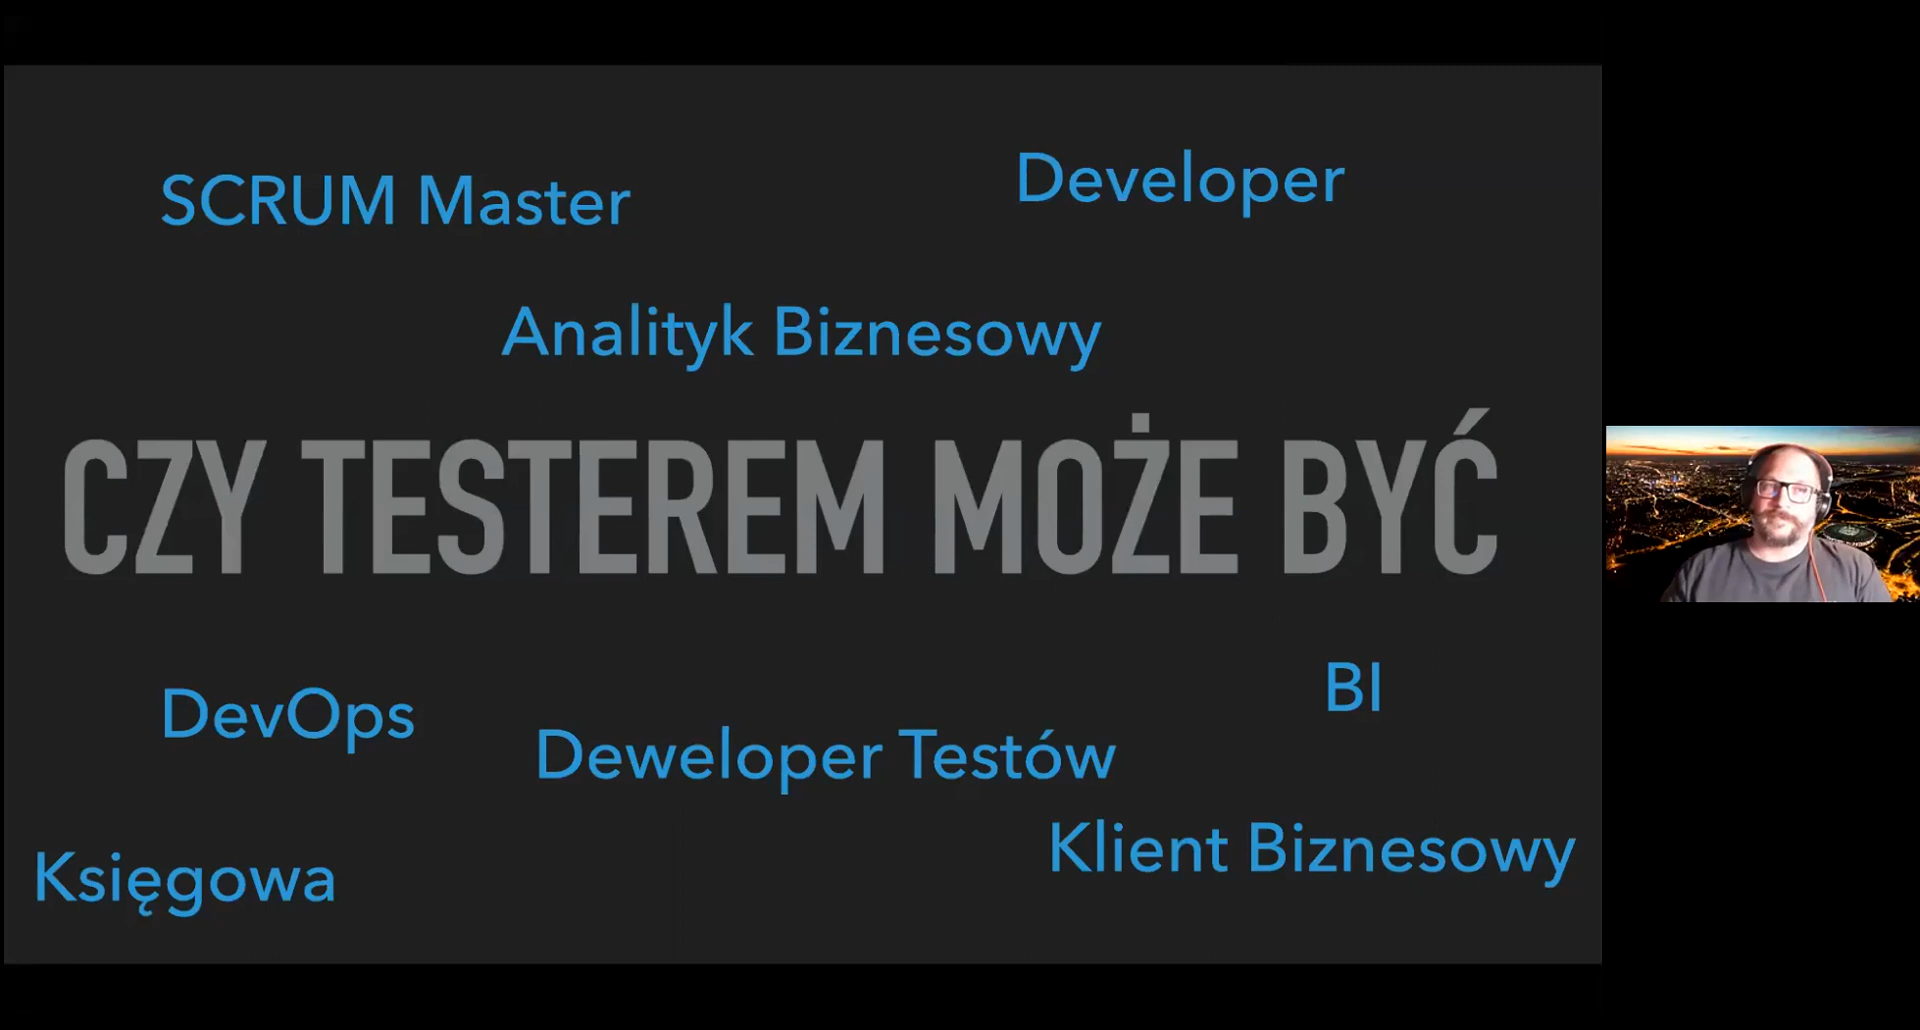 SCRUM Master
Developer
Analityk Biznesowy
CZY TESTEREM MOŻE BYĆ
DevOps
BI
Deweloper Testów
Klient Biznesowy
Księgowa